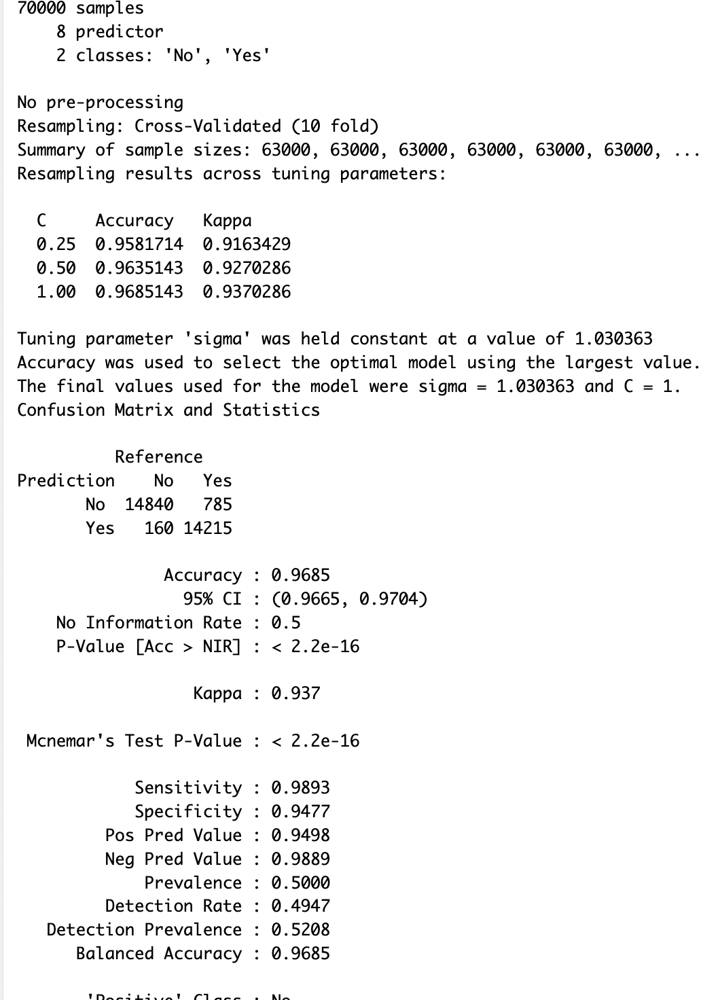 70000 samples
    8 predictor
    2 classes: 'No', 'Yes'

No pre-processing
Resampling: Cross-Validated (10 fold)
Summary of sample sizes: 63000, 63000, 63000, 63000, 63000, 63000, ...
Resampling results across tuning parameters:

  C     Accuracy   Kappa
  0.25  0.9581714  0.9163429
  0.50  0.9635143  0.9270286
  1.00  0.9685143  0.9370286

Tuning parameter 'sigma' was held constant at a value of 1.030363
Accuracy was used to select the optimal model using the largest value.
The final values used for the model were sigma = 1.030363 and C = 1.
Confusion Matrix and Statistics

          Reference
Prediction    No   Yes
       No  14840   785
       Yes   160 14215

               Accuracy : 0.9685
                 95% CI : (0.9665, 0.9704)
    No Information Rate : 0.5
    P-Value [Acc > NIR] : < 2.2e-16

                  Kappa : 0.937

 Mcnemar's Test P-Value : < 2.2e-16

            Sensitivity : 0.9893
            Specificity : 0.9477
         Pos Pred Value : 0.9498
         Neg Pred Value : 0.9889
             Prevalence : 0.5000
         Detection Rate : 0.4947
   Detection Prevalence : 0.5208
      Balanced Accuracy : 0.9685

       'Positive' Class : No